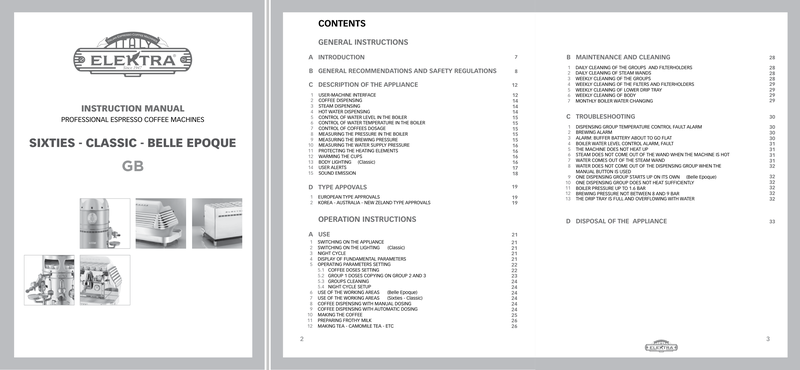 ITALY
ELEKTRA
INSTRUCTION MANUAL
PROFESSIONAL ESPRESSO COFFEE MACHINES
SIXTIES - CLASSIC - BELLE EPOQUE
GB
CONTENTS
GENERAL INSTRUCTIONS
A INTRODUCTION 7
B GENERAL RECOMMENDATIONS AND SAFETY REGULATIONS 8
C DESCRIPTION OF THE APPLIANCE 12
1 USER-MACHINE INTERFACE 12
2 COFFEE DISPENSING 14
3 STEAM DISPENSING 14
4 HOT WATER DISPENSING 14
5 CONTROL OF WATER LEVEL IN THE BOILER 15
6 CONTROL OF WATER TEMPERATURE IN THE BOILER 15
7 CONTROL OF COFFEES DOSAGE 15
8 MEASURING THE PRESSURE IN THE BOILER 15
9 MEASURING THE BREWING PRESSURE 15
10 MEASURING THE WATER SUPPLY PRESSURE 16
11 PROTECTING THE HEATING ELEMENTS 16
12 WARMING THE CUPS 16
13 BODY LIGHTING (Classic) 16
14 USER ALERTS 17
15 SOUND EMISSION 18
D TYPE APPOVALS 19
1 EUROPEAN TYPE APPROVALS 19
2 KOREA - AUSTRALIA - NEW ZELAND TYPE APPROVALS 19
OPERATION INSTRUCTIONS
A USE 21
1 SWITCHING ON THE APPLIANCE 21
2 SWITCHING ON THE LIGHTING (Classic) 21
3 NIGHT CYCLE 21
4 DISPLAY OF FUNDAMENTAL PARAMETERS 21
5 OPERATING PARAMETERS SETTING 22
5.1 COFFEE DOSES SETTING 22
5.2 GROUP 1 DOSES COPYING ON GROUP 2 AND 3 23
5.3 GROUPS CLEANING 24
5.4 NIGHT CYCLE SETUP 24
6 USE OF THE WORKING AREAS (Belle Epoque) 24
7 USE OF THE WORKING AREAS (Sixties - Classic) 24
8 COFFEE DISPENSING WITH MANUAL DOSING 24
9 COFFEE DISPENSING WITH AUTOMATIC DOSING 24
10 MAKING THE COFFEE 25
11 PREPARING FROTHY MILK 26
12 MAKING TEA - CAMOMILE TEA - ETC 26
2
B MAINTENANCE AND CLEANING 28
1 DAILY CLEANING OF THE GROUPS AND FILTERHOLDERS 28
2 DAILY CLEANING OF STEAM WANDS 28
3 WEEKLY CLEANING OF THE GROUPS 29
4 WEEKLY CLEANING OF THE FILTERS AND FILTERHOLDERS 29
5 WEEKLY CLEANING OF LOWER DRIP TRAY 29
6 WEEKLY CLEANING OF BODY 29
7 MONTHLY BOILER WATER CHANGING 29
C TROUBLESHOOTING 30
1 DISPENSING GROUP TEMPERATURE CONTROL FAULT ALARM 30
2 BREWING ALARM 30
3 ALARM BUFFER BATTERY ABOUT TO GO FLAT 30
4 BOILER WATER LEVEL CONTROL ALARM, FAULT 31
5 THE MACHINE DOES NOT HEAT UP 31
6 STEAM DOES NOT COME OUT OF THE WAND WHEN THE MACHINE IS HOT 31
7 WATER COMES OUT OF THE STEAM WAND 31
8 WATER DOES NOT COME OUT OF THE DISPENSING GROUP WHEN THE
MANUAL BUTTON IS USED 32
9 ONE DISPENSING GROUP STARTS UP ON ITS OWN (Belle Epoque) 32
10 ONE DISPENSING GROUP DOES NOT HEAT SUFFICIENTLY 32
11 BOILER PRESSURE UP TO 1.6 BAR 32
12 BREWING PRESSURE NOT BETWEEN 8 AND 9 BAR 32
13 THE DRIP TRAY IS FULL AND OVERFLOWING WITH WATER 32
D DISPOSAL OF THE APPLIANCE 33
ELEKTRA
3